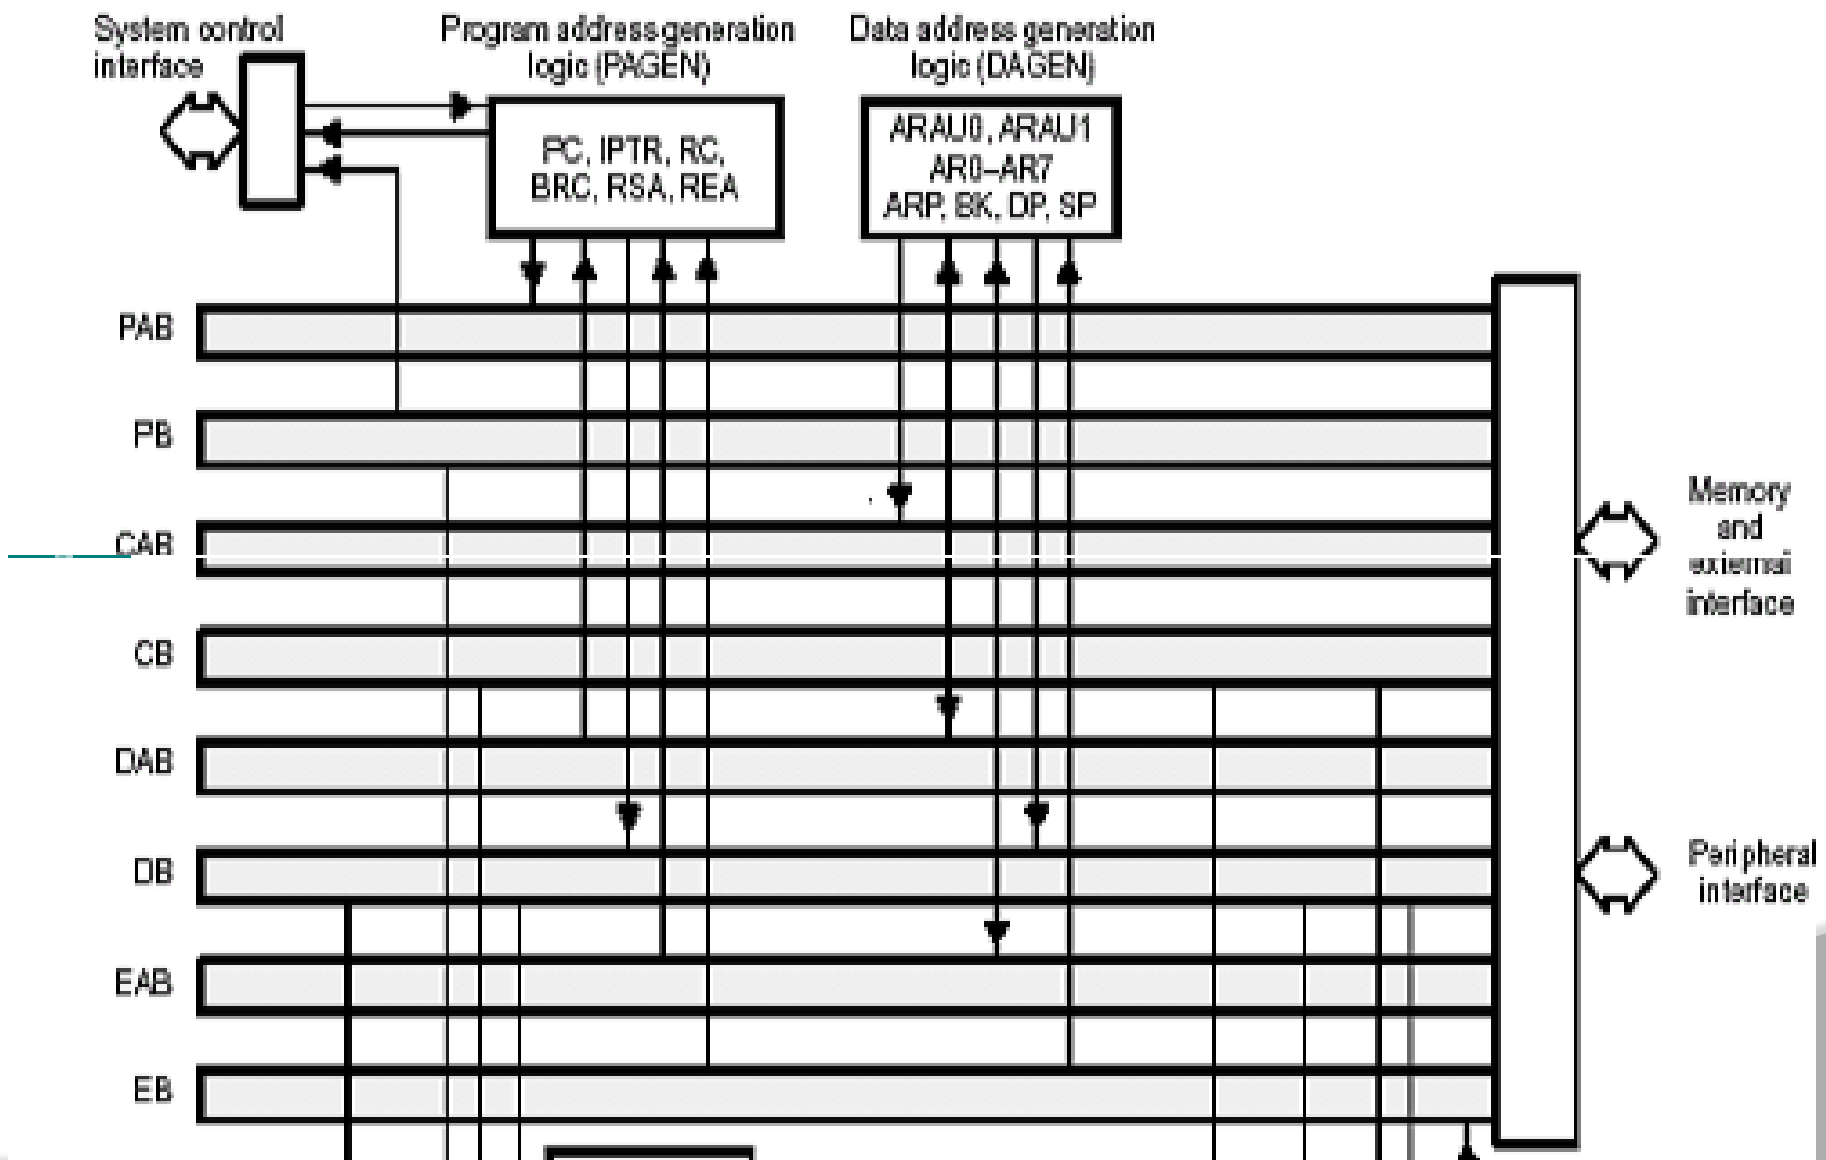 System control
interface
Program address generation
logic (PAGEN)
Data address generation
logic (DAGEN)
PC, IPTR, RC,
BRC, RSA, REA
ARAU0, ARAU1
AR0–AR7
ARP, BK, DP, SP
PAB
PB
CAB
CB
DAB
DB
EAB
EB
Memory
and
external
interface
Peripheral
interface